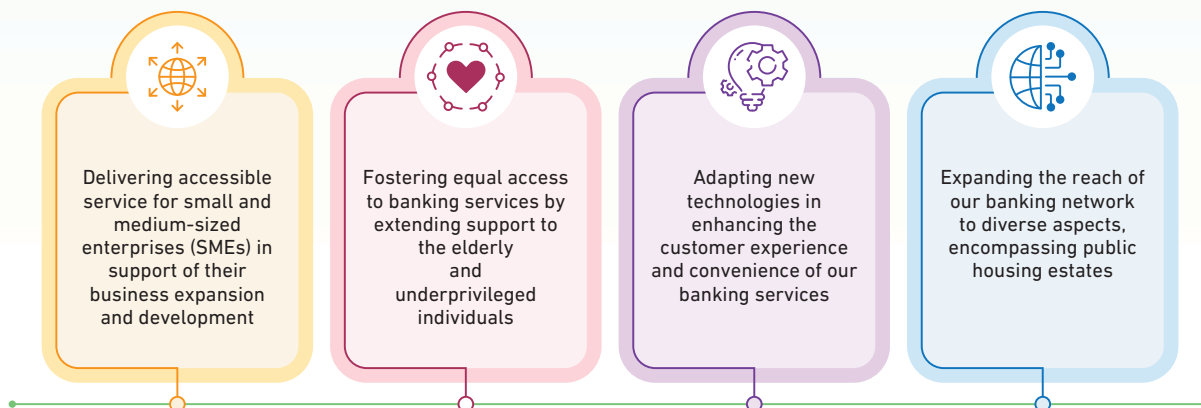 Delivering accessible
service for small and
medium-sized
enterprises (SMEs) in
support of their
business expansion
and development
Fostering equal access
to banking services by
extending support to
the elderly
and
underprivileged
individuals
Adapting new
technologies in
enhancing the
customer experience
and convenience of our
banking services
Expanding the reach of
our banking network
to diverse aspects,
encompassing public
housing estates